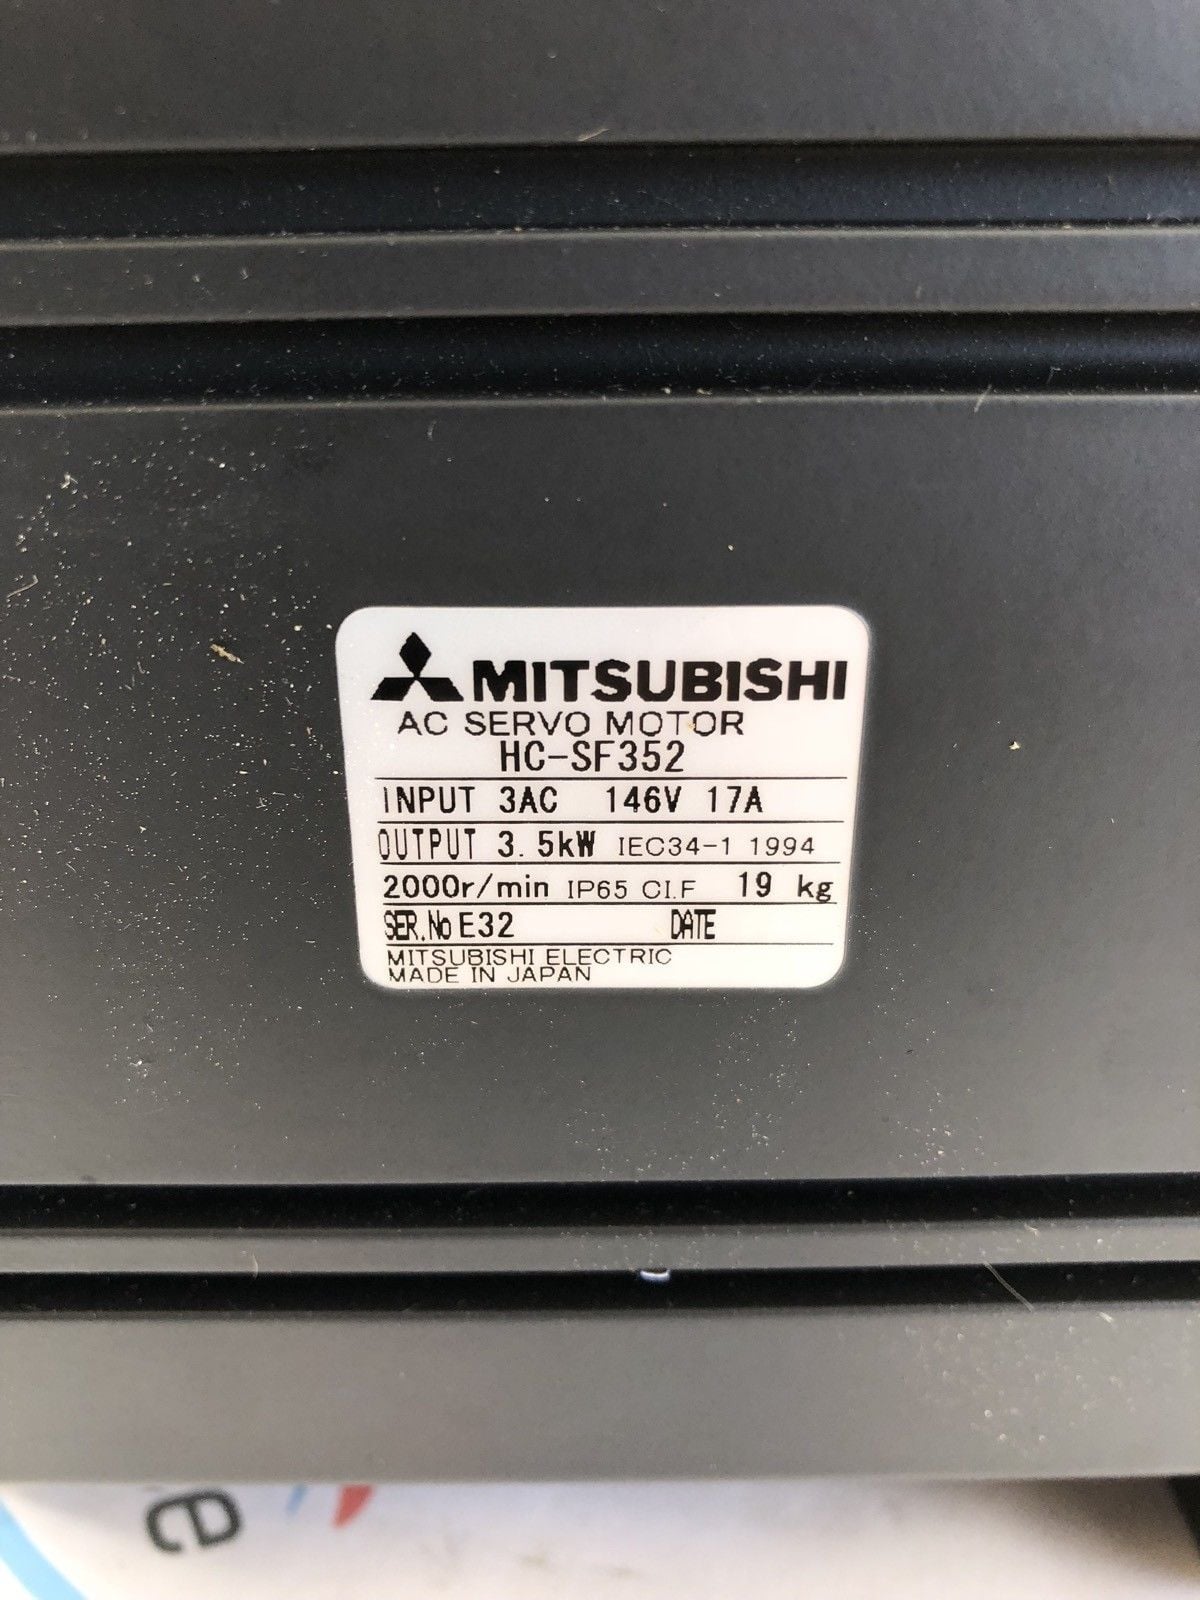 MITSUBISHI
AC SERVO MOTOR
HC-SF352
INPUT 3AC 146V 17A
OUTPUT 3.5kW IEC34-1 1994
2000r/min IP65 CI.F 19 kg
SER.No E32 DATE
MITSUBISHI ELECTRIC
MADE IN JAPAN